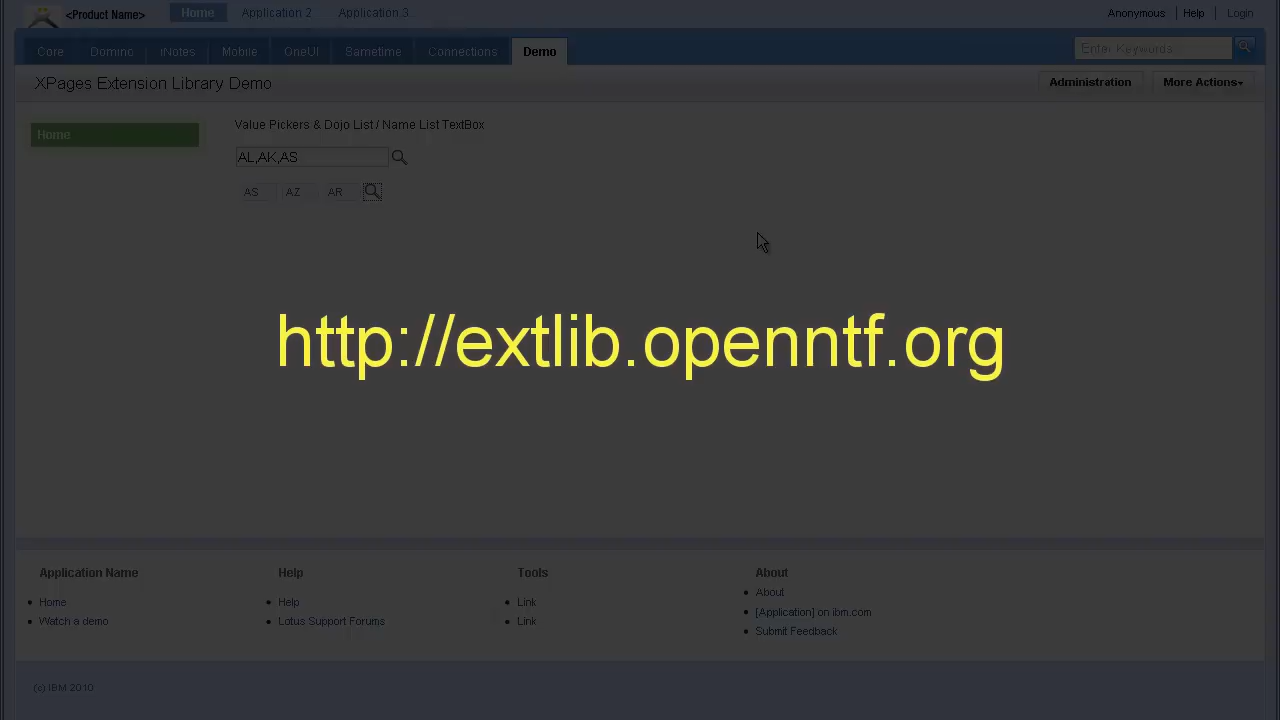 <Product Name> Home Application 2 Application 3... Anonymous Help Login
Core Domino iNotes Mobile OneUI Sametime Connections Demo Enter Keywords...
XPages Extension Library Demo Administration More Actions
Home
Value Pickers & Dojo List / Name List TextBox
AL,AK,AS
AS AZ AR
http://extlib.openntf.org
Application Name Help Tools About
Home
Watch a demo
Help
Lotus Support Forums
Link
Link
About
[Application] on ibm.com
Submit Feedback
(c) IBM 2010